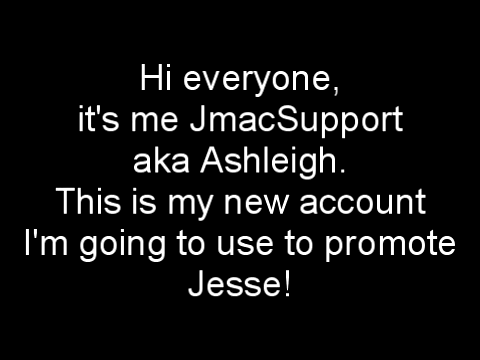 Hi everyone,
it's me JmacSupport
aka Ashleigh.
This is my new account
I'm going to use to promote
Jesse!